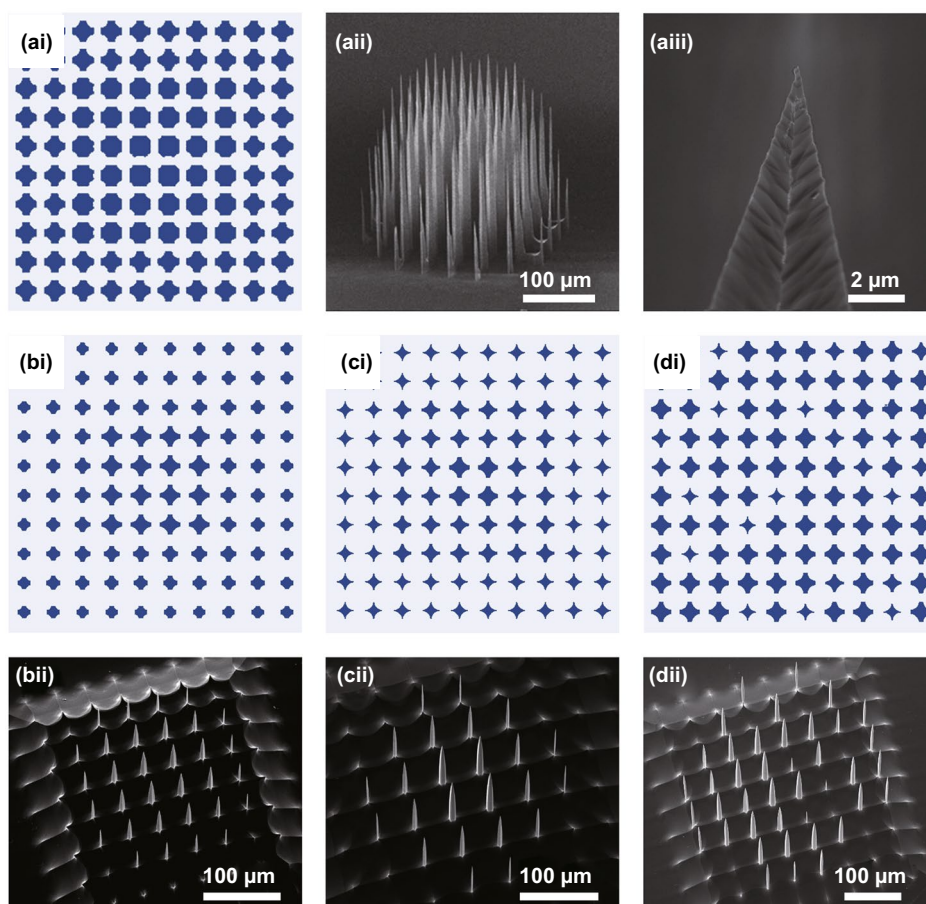 (ai)
(aii)
(aiii)
100 µm
2 µm
(bi)
(ci)
(di)
(bii)
(cii)
(dii)
100 µm
100 µm
100 µm